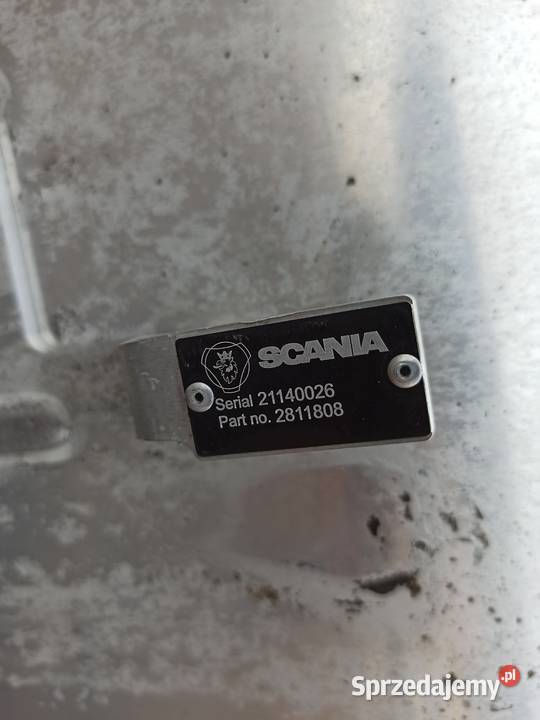 SCANIA
Serial 21140026
Part no. 2811808
Sprzedajemy.pl